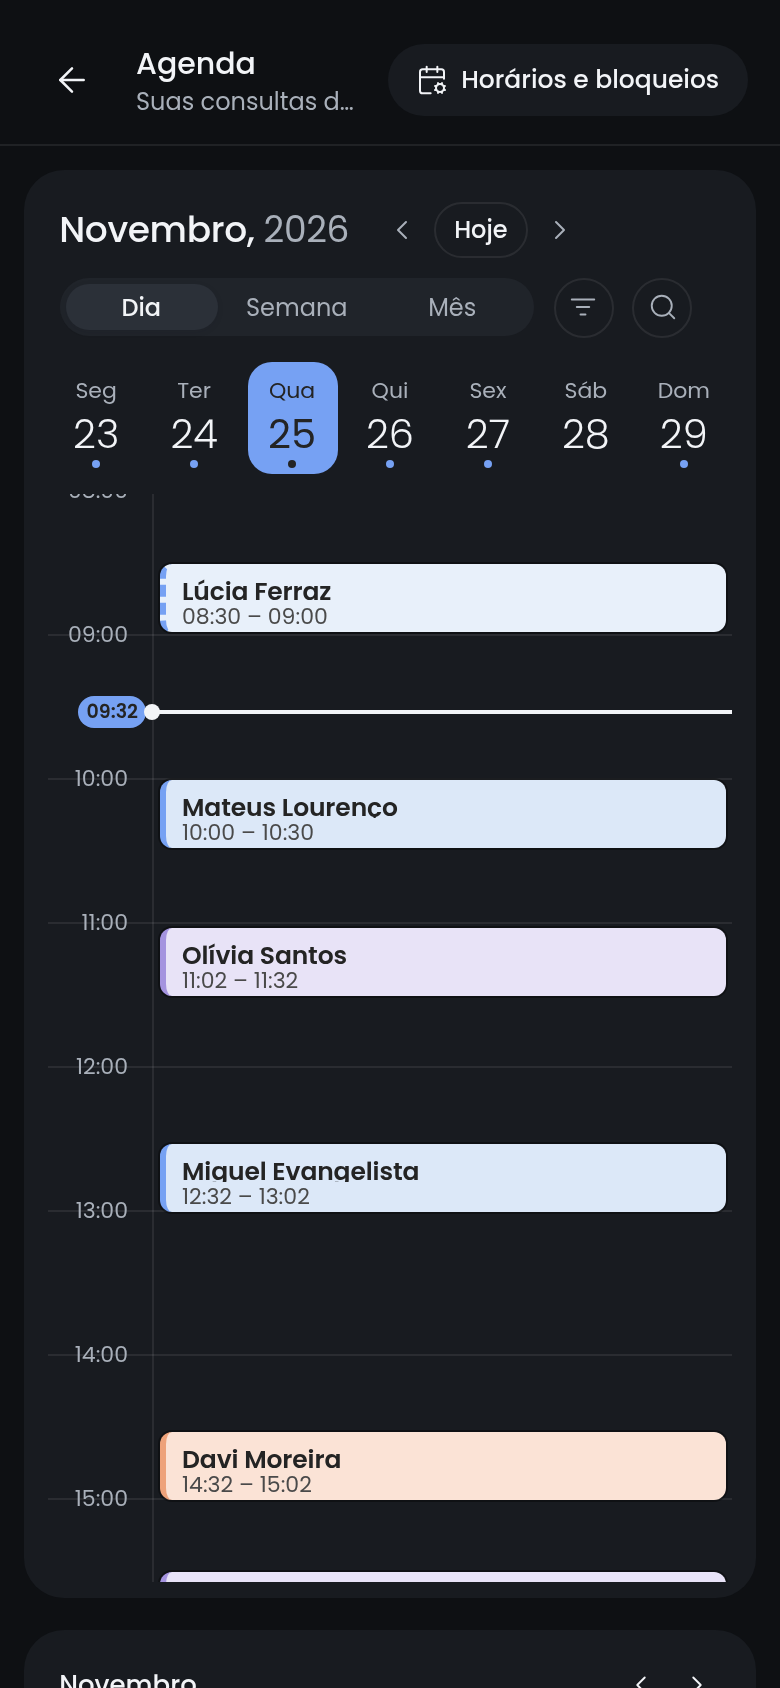 Agenda
Suas consultas d...
Horários e bloqueios
Novembro, 2026
Hoje
Dia Semana Mês
Seg Ter Qua Qui Sex Sáb Dom
23 24 25 26 27 28 29
Lúcia Ferraz
08:30 – 09:00
09:00
09:32
10:00
Mateus Lourenço
10:00 – 10:30
11:00
Olívia Santos
11:02 – 11:32
12:00
Miguel Evangelista
12:32 – 13:02
13:00
14:00
Davi Moreira
14:32 – 15:02
15:00
Novembro